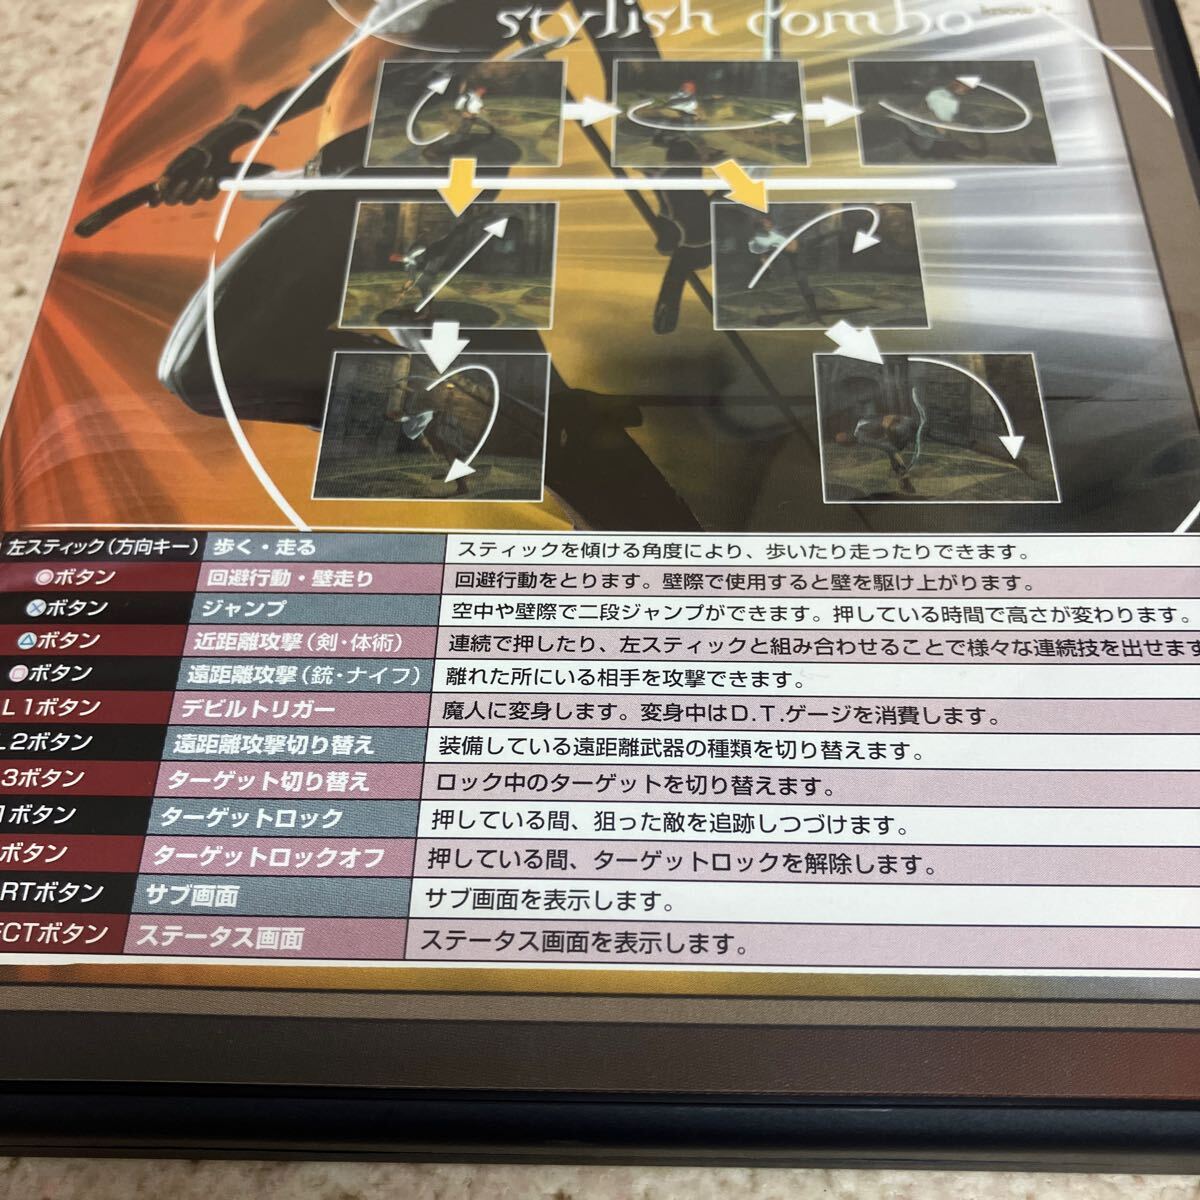 stylish combo
左スティック（方向キー） 歩く・走る スティックを傾ける角度により、歩いたり走ったりできます。
◎ボタン 回避行動・壁走り 回避行動をとります。壁際で使用すると壁を駆け上がります。
ⓧボタン ジャンプ 空中や壁際で二段ジャンプができます。押している時間で高さが変わります。
△ボタン 近距離攻撃（剣・体術） 連続で押したり、左スティックと組み合わせることで様々な連続技を出せます
□ボタン 遠距離攻撃（銃・ナイフ） 離れた所にいる相手を攻撃できます。
L1ボタン デビルトリガー 魔人に変身します。変身中はD.T.ゲージを消費します。
L2ボタン 遠距離攻撃切り替え 装備している遠距離武器の種類を切り替えます。
3ボタン ターゲット切り替え ロック中のターゲットを切り替えます。
1ボタン ターゲットロック 押している間、狙った敵を追跡しつづけます。
ボタン ターゲットロックオフ 押している間、ターゲットロックを解除します。
RTボタン サブ画面 サブ画面を表示します。
ECTボタン ステータス画面 ステータス画面を表示します。